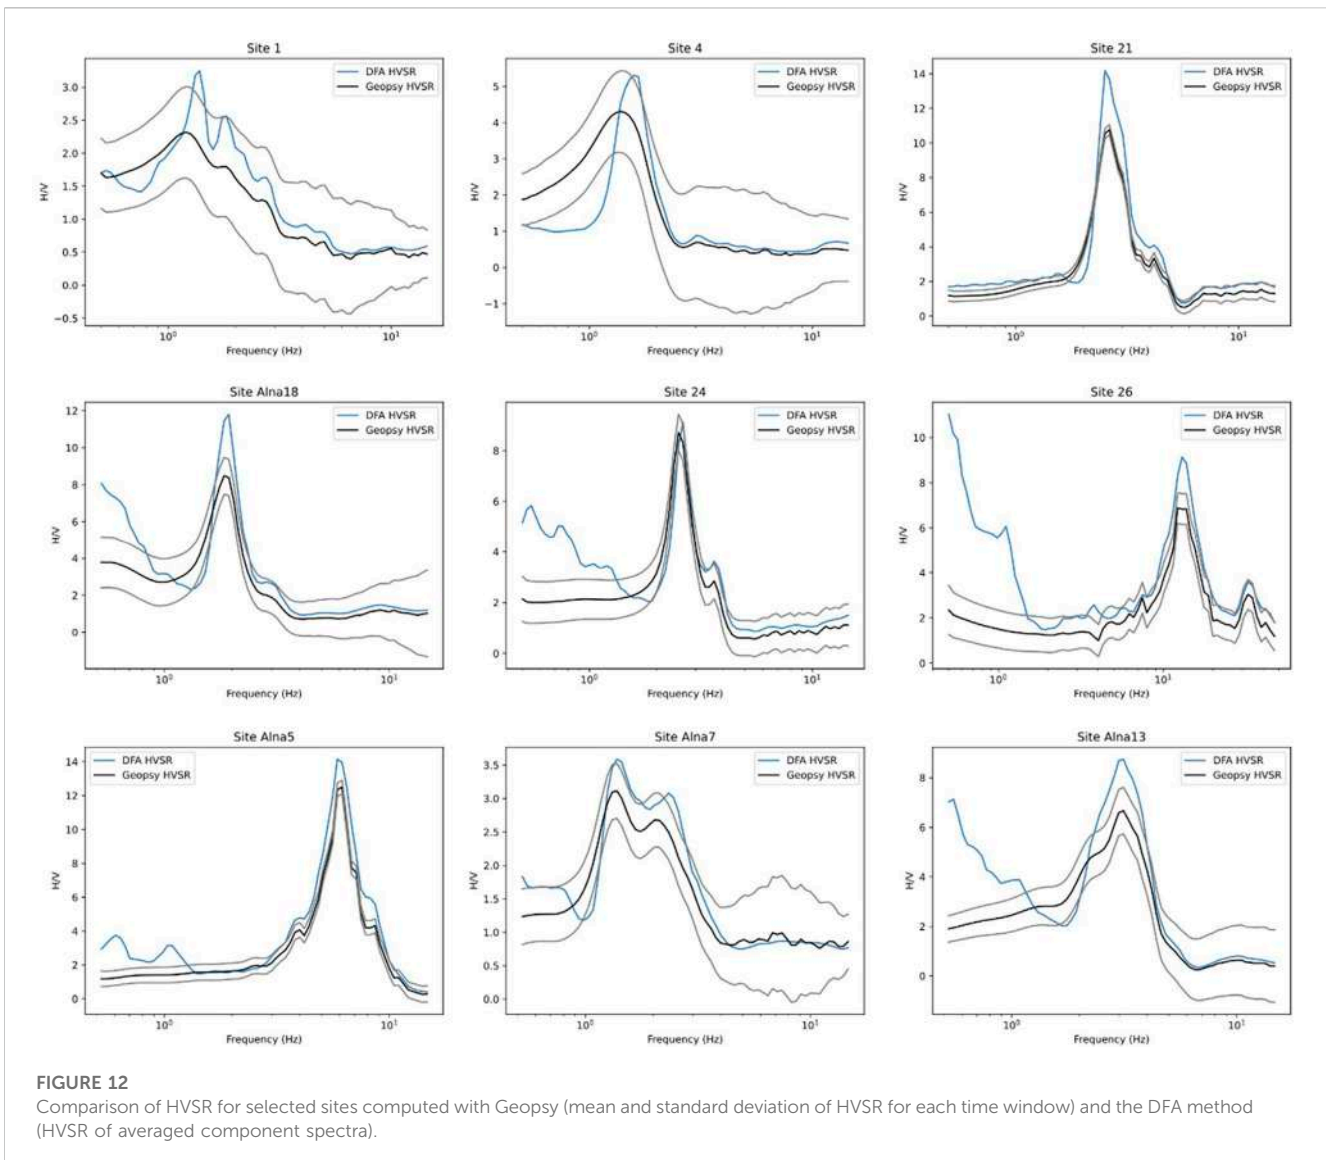 Site 1
3.0
2.5
2.0
1.5
1.0
0.5
0.0
−0.5
H/V
10⁰
10¹
Frequency (Hz)
DFA HVSR
Geopsy HVSR
Site 4
5
4
3
2
1
0
−1
H/V
10⁰
10¹
Frequency (Hz)
DFA HVSR
Geopsy HVSR
Site 21
14
12
10
8
6
4
2
0
H/V
10⁰
10¹
Frequency (Hz)
DFA HVSR
Geopsy HVSR
Site Alna18
12
10
8
6
4
2
0
H/V
10⁰
10¹
Frequency (Hz)
DFA HVSR
Geopsy HVSR
Site 24
8
6
4
2
0
H/V
10⁰
10¹
Frequency (Hz)
DFA HVSR
Geopsy HVSR
Site 26
10
8
6
4
2
0
H/V
10⁰
10¹
Frequency (Hz)
DFA HVSR
Geopsy HVSR
Site Alna5
14
12
10
8
6
4
2
0
H/V
10⁰
10¹
Frequency (Hz)
DFA HVSR
Geopsy HVSR
Site Alna7
3.5
3.0
2.5
2.0
1.5
1.0
0.5
0.0
H/V
10⁰
10¹
Frequency (Hz)
DFA HVSR
Geopsy HVSR
Site Alna13
8
6
4
2
0
H/V
10⁰
10¹
Frequency (Hz)
DFA HVSR
Geopsy HVSR
FIGURE 12
Comparison of HVSR for selected sites computed with Geopsy (mean and standard deviation of HVSR for each time window) and the DFA method
(HVSR of averaged component spectra).